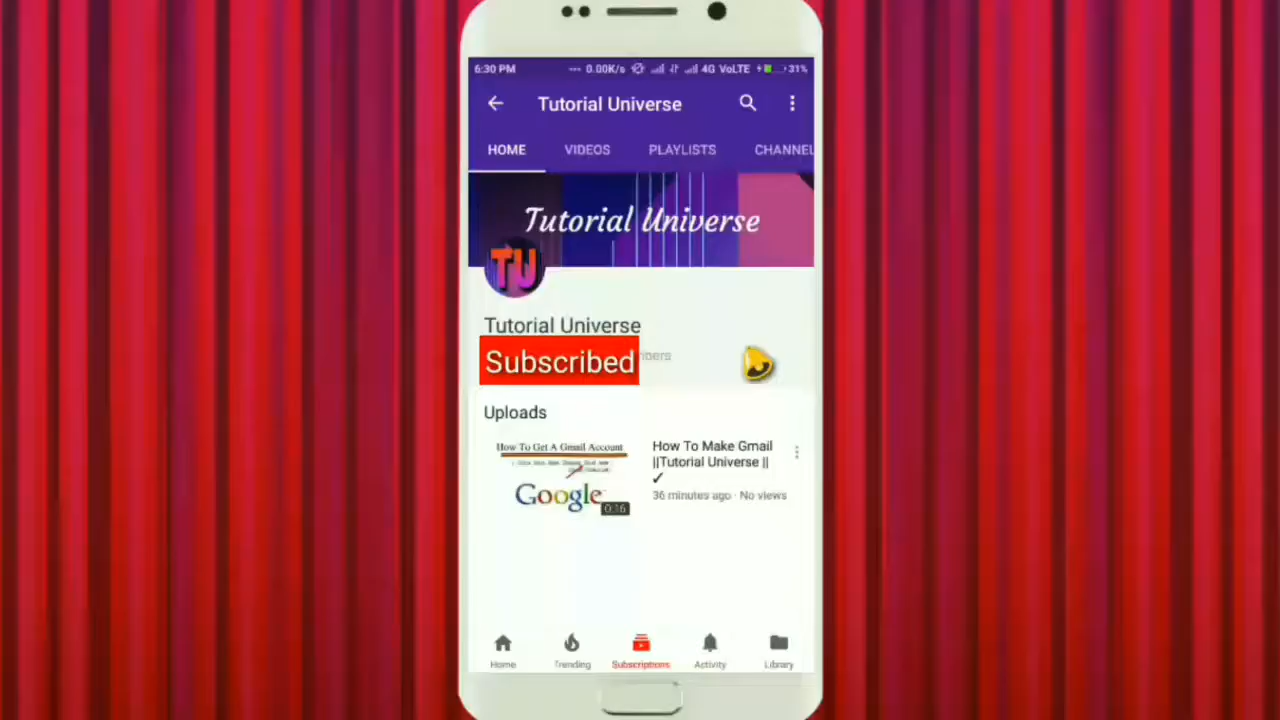 6:30 PM
0.00K/s
4G VoLTE
31%
Tutorial Universe
HOME
VIDEOS
PLAYLISTS
CHANNEL
Tutorial Universe
TU
Tutorial Universe
Subscribed
Uploads
How To Get A Gmail Account
Google
0:16
How To Make Gmail
||Tutorial Universe ||
✓
36 minutes ago · No views
Home
Trending
Subscriptions
Activity
Library